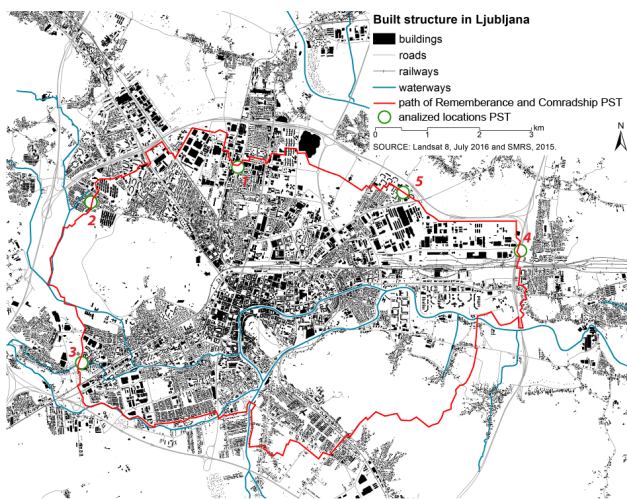 Built structure in Ljubljana
buildings
roads
railways
waterways
path of Rememberance and Comradship PST
analized locations PST
0 1 2 3
km
SOURCE: Landsat 8, July 2016 and SMRS, 2015.
N
1
5
2
4
3